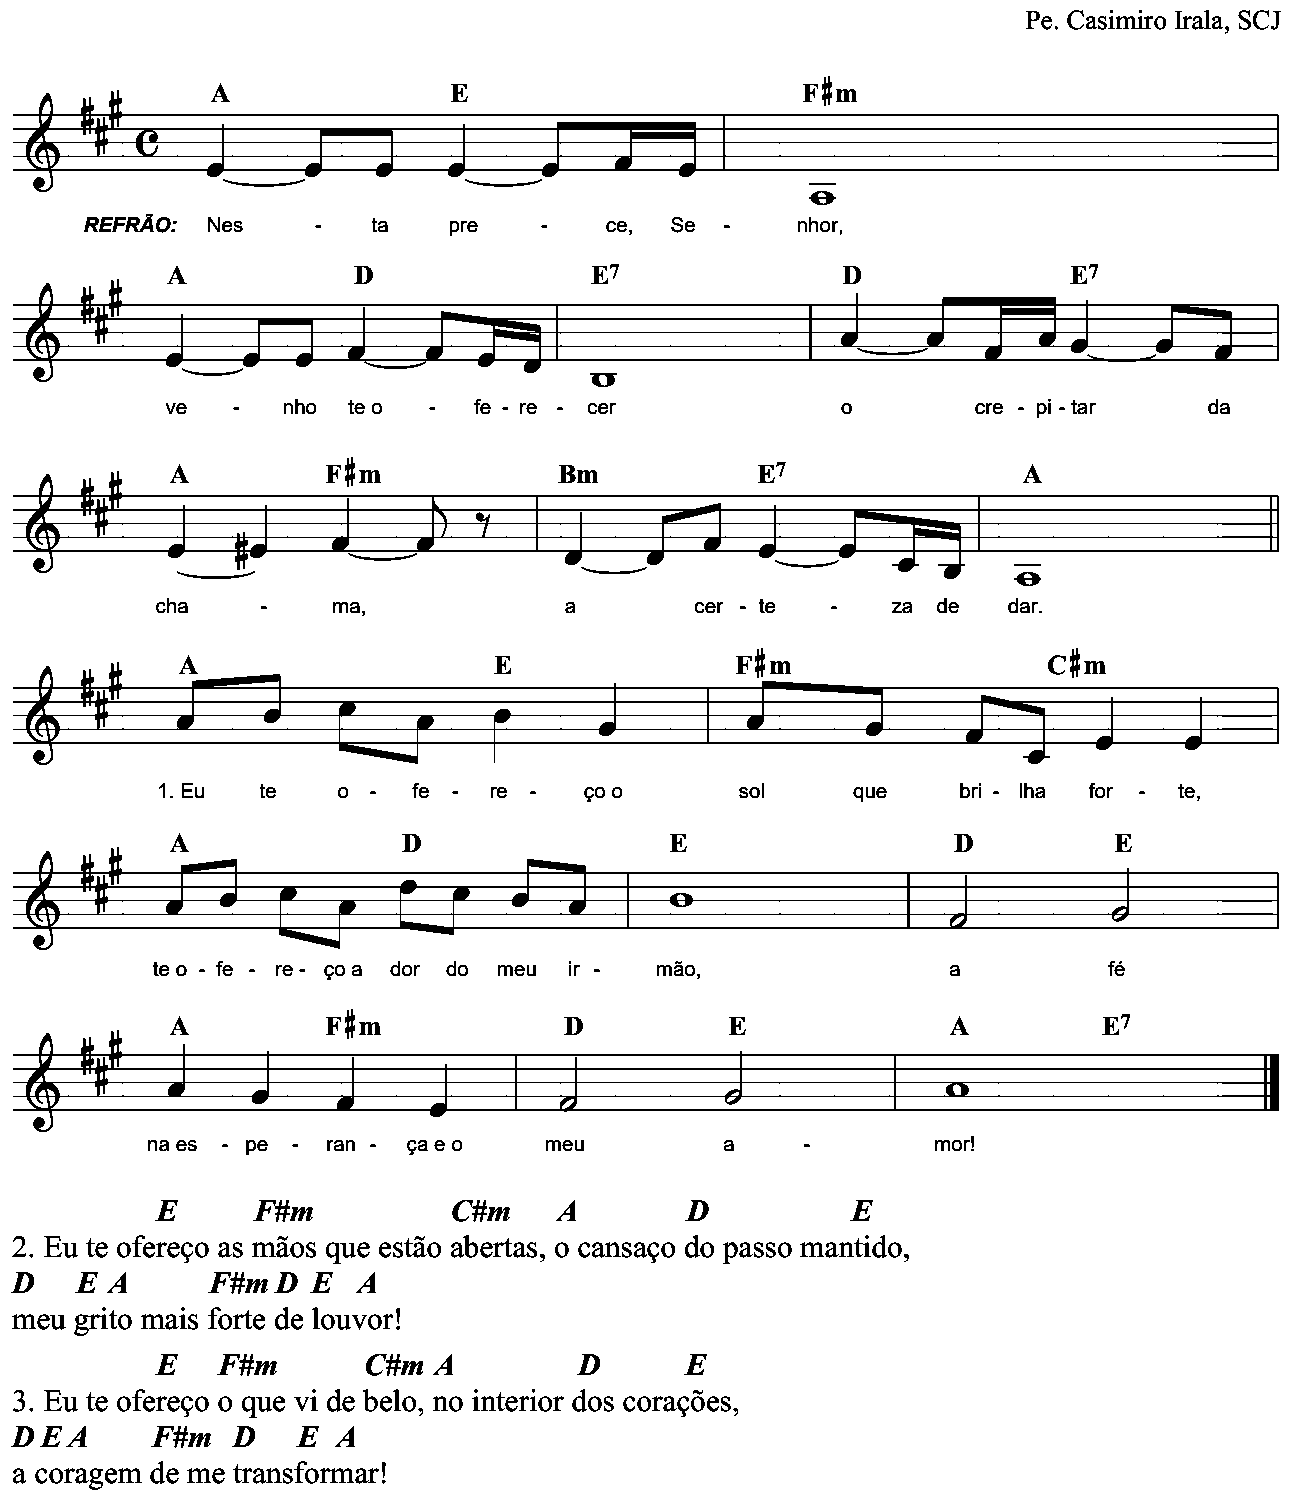 Pe. Casimiro Irala, SCJ
A E F♯m
REFRÃO: Nes - ta pre - ce, Se - nhor,
A D E7 D E7
ve - nho te o - fe - re - cer o cre - pi - tar da
A F♯m Bm E7 A
cha - ma, a cer - te - za de dar.
A E F♯m C♯m
1. Eu te o - fe - re - ço o sol que bri - lha for - te,
A D E D E
te o - fe - re - ço a dor do meu ir - mão, a fé
A F♯m D E A E7
na es - pe - ran - ça e o meu a - mor!
E F#m C#m A D E
2. Eu te ofereço as mãos que estão abertas, o cansaço do passo mantido,
D E A F#m D E A
meu grito mais forte de louvor!
E F#m C#m A D E
3. Eu te ofereço o que vi de belo, no interior dos corações,
D E A F#m D E A
a coragem de me transformar!